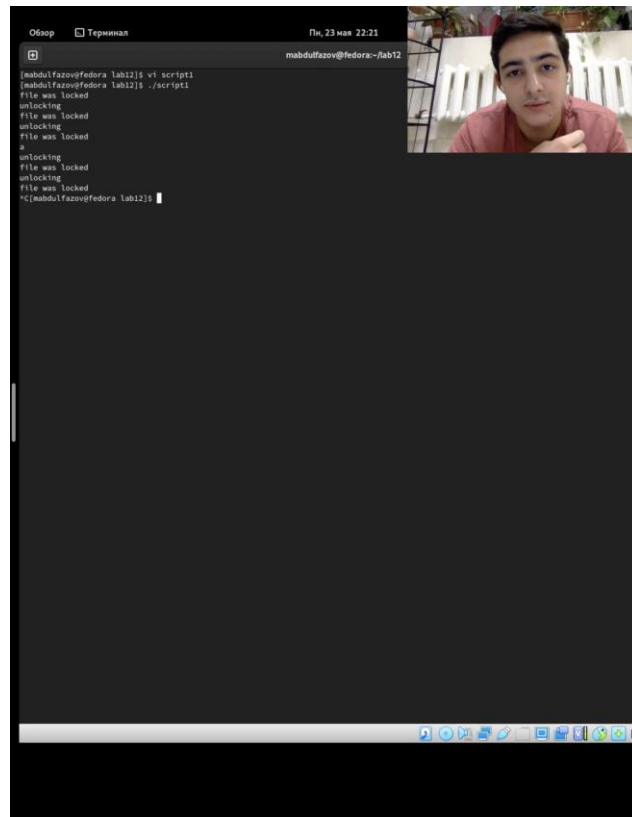 Обзор
Терминал
Пн, 23 мая 22:21
mabdulfazov@fedora:~/lab12
[mabdulfazov@fedora lab12]$ vi script1
[mabdulfazov@fedora lab12]$ ./script1
file was locked
unlocking
file was locked
unlocking
file was locked
a
unlocking
file was locked
unlocking
file was locked
^C[mabdulfazov@fedora lab12]$